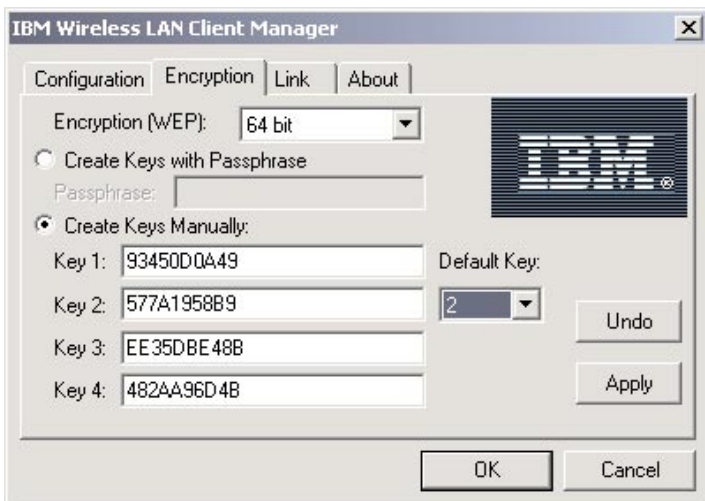 IBM Wireless LAN Client Manager
Configuration Encryption Link About
Encryption (WEP): 64 bit
IBM®
Create Keys with Passphrase
Passphrase:
Create Keys Manually:
Key 1: 93450D0A49 Default Key:
Key 2: 577A1958B9 2
Undo
Key 3: EE35DBE48B
Key 4: 482AA96D4B Apply
OK Cancel